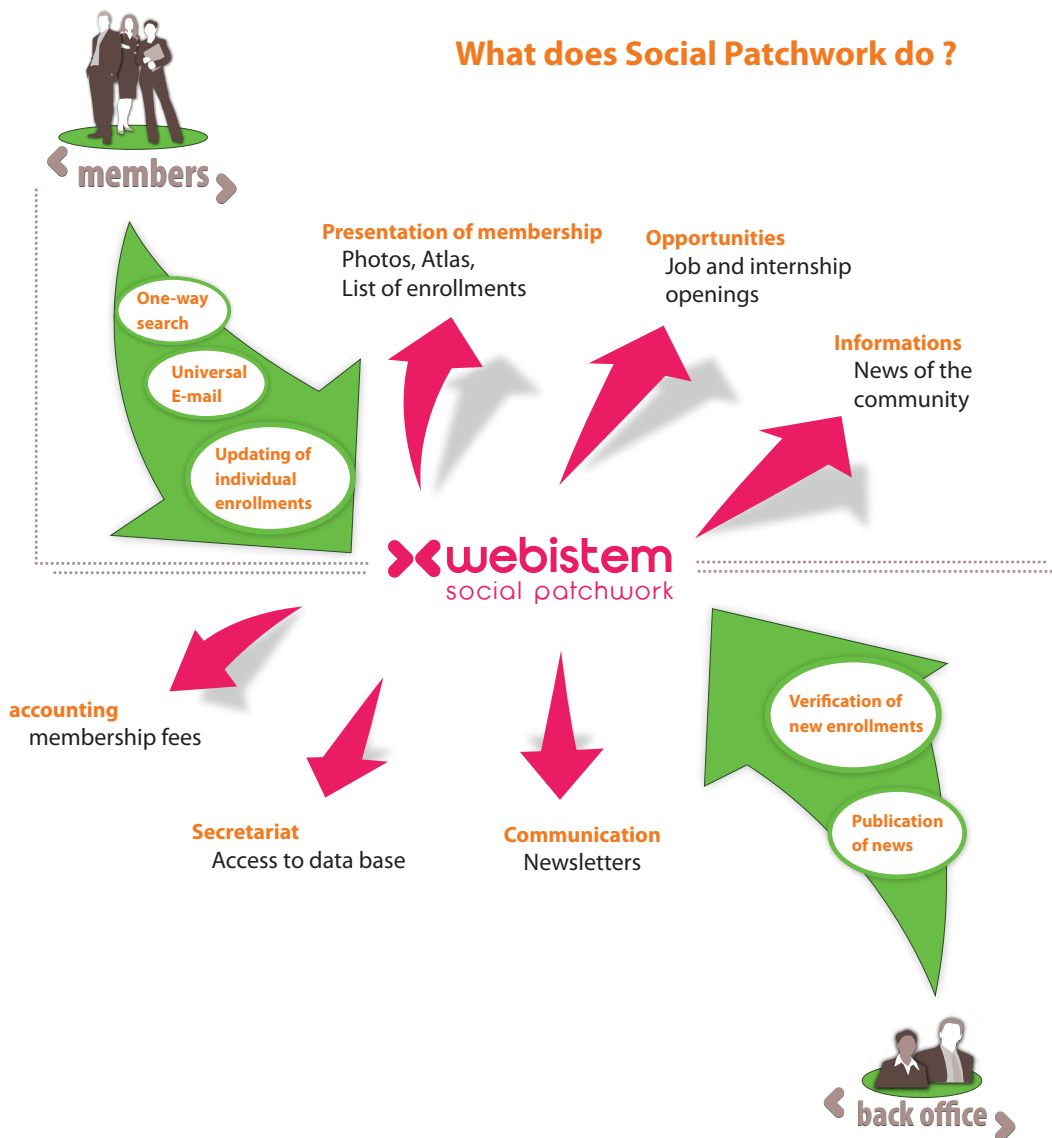 What does Social Patchwork do ?
members
Presentation of membership
Photos, Atlas,
List of enrollments
Opportunities
Job and internship
openings
Informations
News of the
community
One-way
search
Universal
E-mail
Updating of
individual
enrollments
webistem
social patchwork
accounting
membership fees
Secretariat
Access to data base
Communication
Newsletters
Verification of
new enrollments
Publication
of news
back office